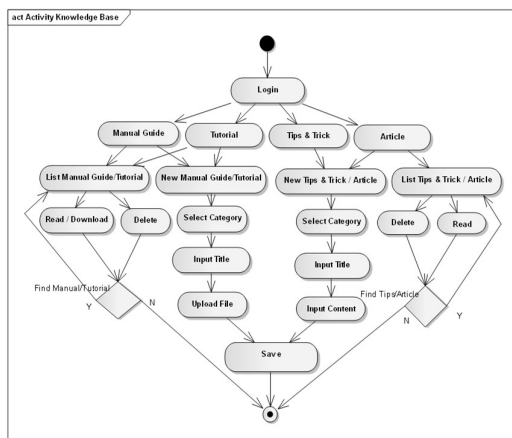 act Activity Knowledge Base
Login
Manual Guide
Tutorial
Tips & Trick
Article
List Manual Guide/Tutorial
New Manual Guide/Tutorial
New Tips & Trick / Article
List Tips & Trick / Article
Read / Download
Delete
Select Category
Select Category
Delete
Read
Input Title
Input Title
Find Manual/Tutorial
Y
N
Upload File
Input Content
Find Tips/Article
N
Y
Save